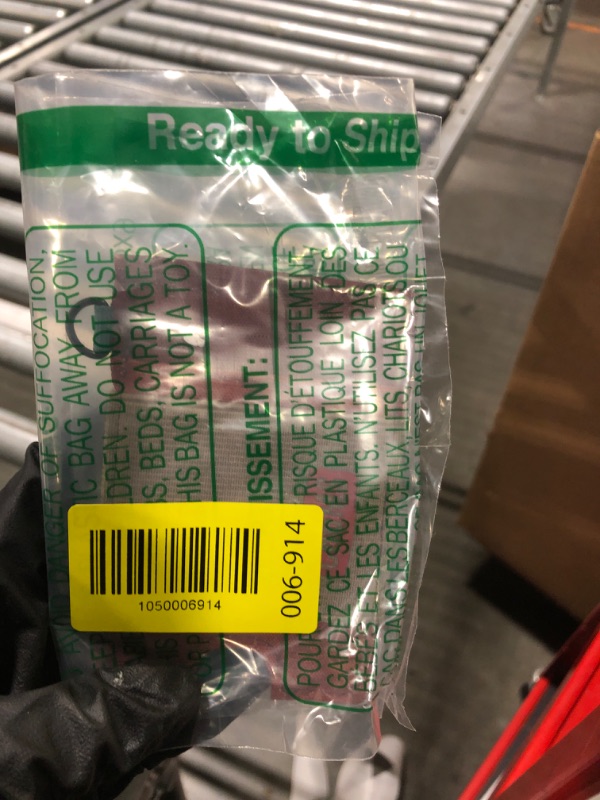 Ready to Ship
OF SUFFOCATION,
BAG AWAY FROM
DO NOT USE
BEDS, CARRIAGES
THIS BAG IS NOT A TOY.
ISSEMENT:
RISQUE D'ÉTOUFFEMENT,
GARDEZ CE SAC EN PLASTIQUE LOIN DES
BÉBÉS ET LES ENFANTS. N'UTILISEZ PAS CE
SAC DANS LES BERCEAUX, LITS, CHARIOTS OU
1050006914
006-914